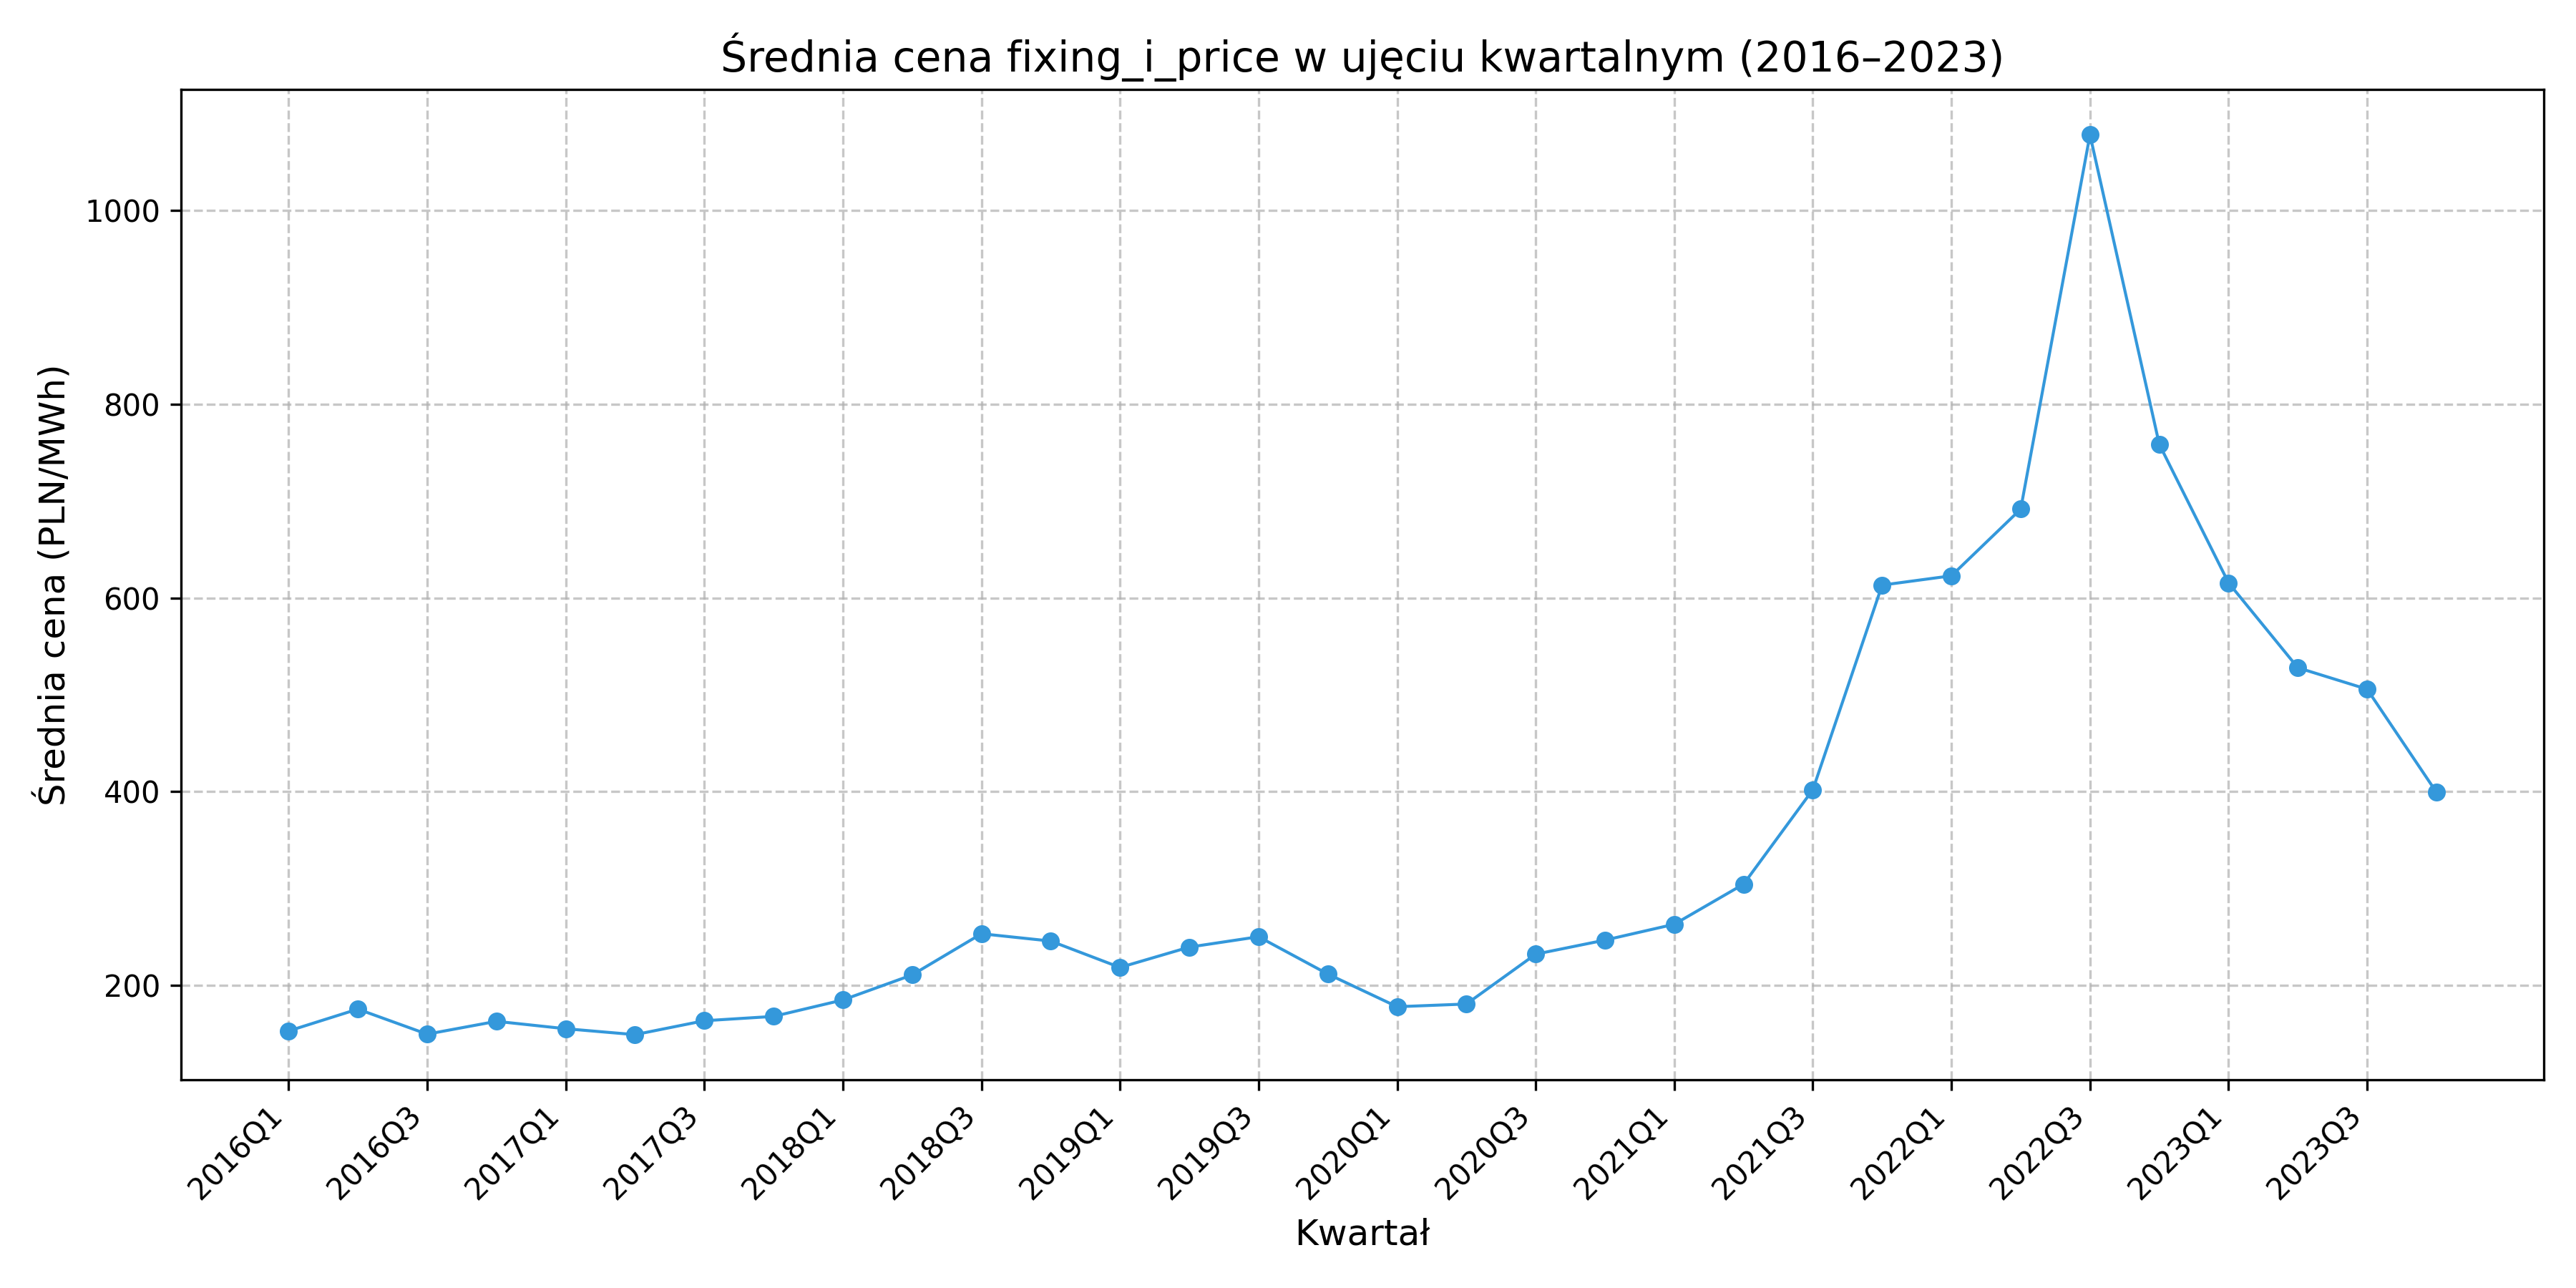 Średnia cena fixing_i_price w ujęciu kwartalnym (2016–2023)
Średnia cena (PLN/MWh)
1000
800
600
400
200
2016Q1
2016Q3
2017Q1
2017Q3
2018Q1
2018Q3
2019Q1
2019Q3
2020Q1
2020Q3
2021Q1
2021Q3
2022Q1
2022Q3
2023Q1
2023Q3
Kwartał